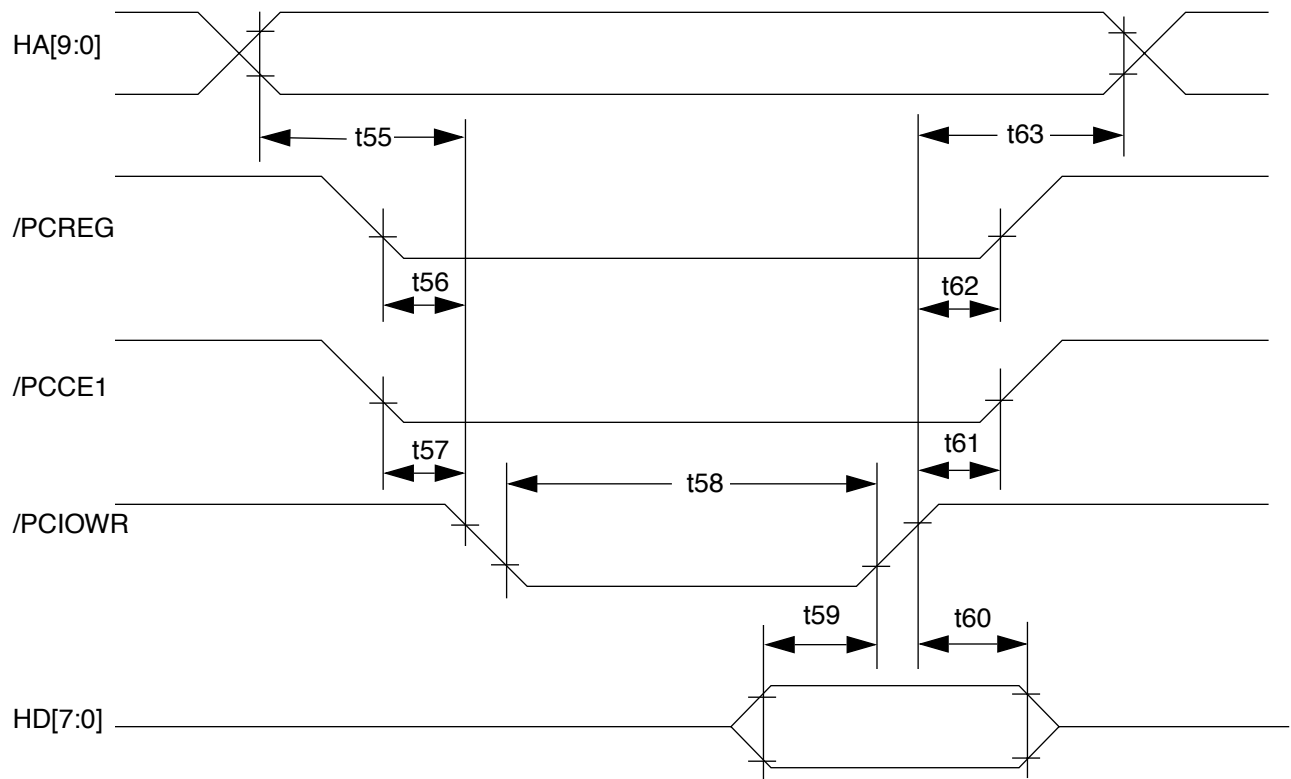 HA[9:0]
t55
t63
/PCREG
t56
t62
/PCCE1
t57
t61
t58
/PCIOWR
t59
t60
HD[7:0]